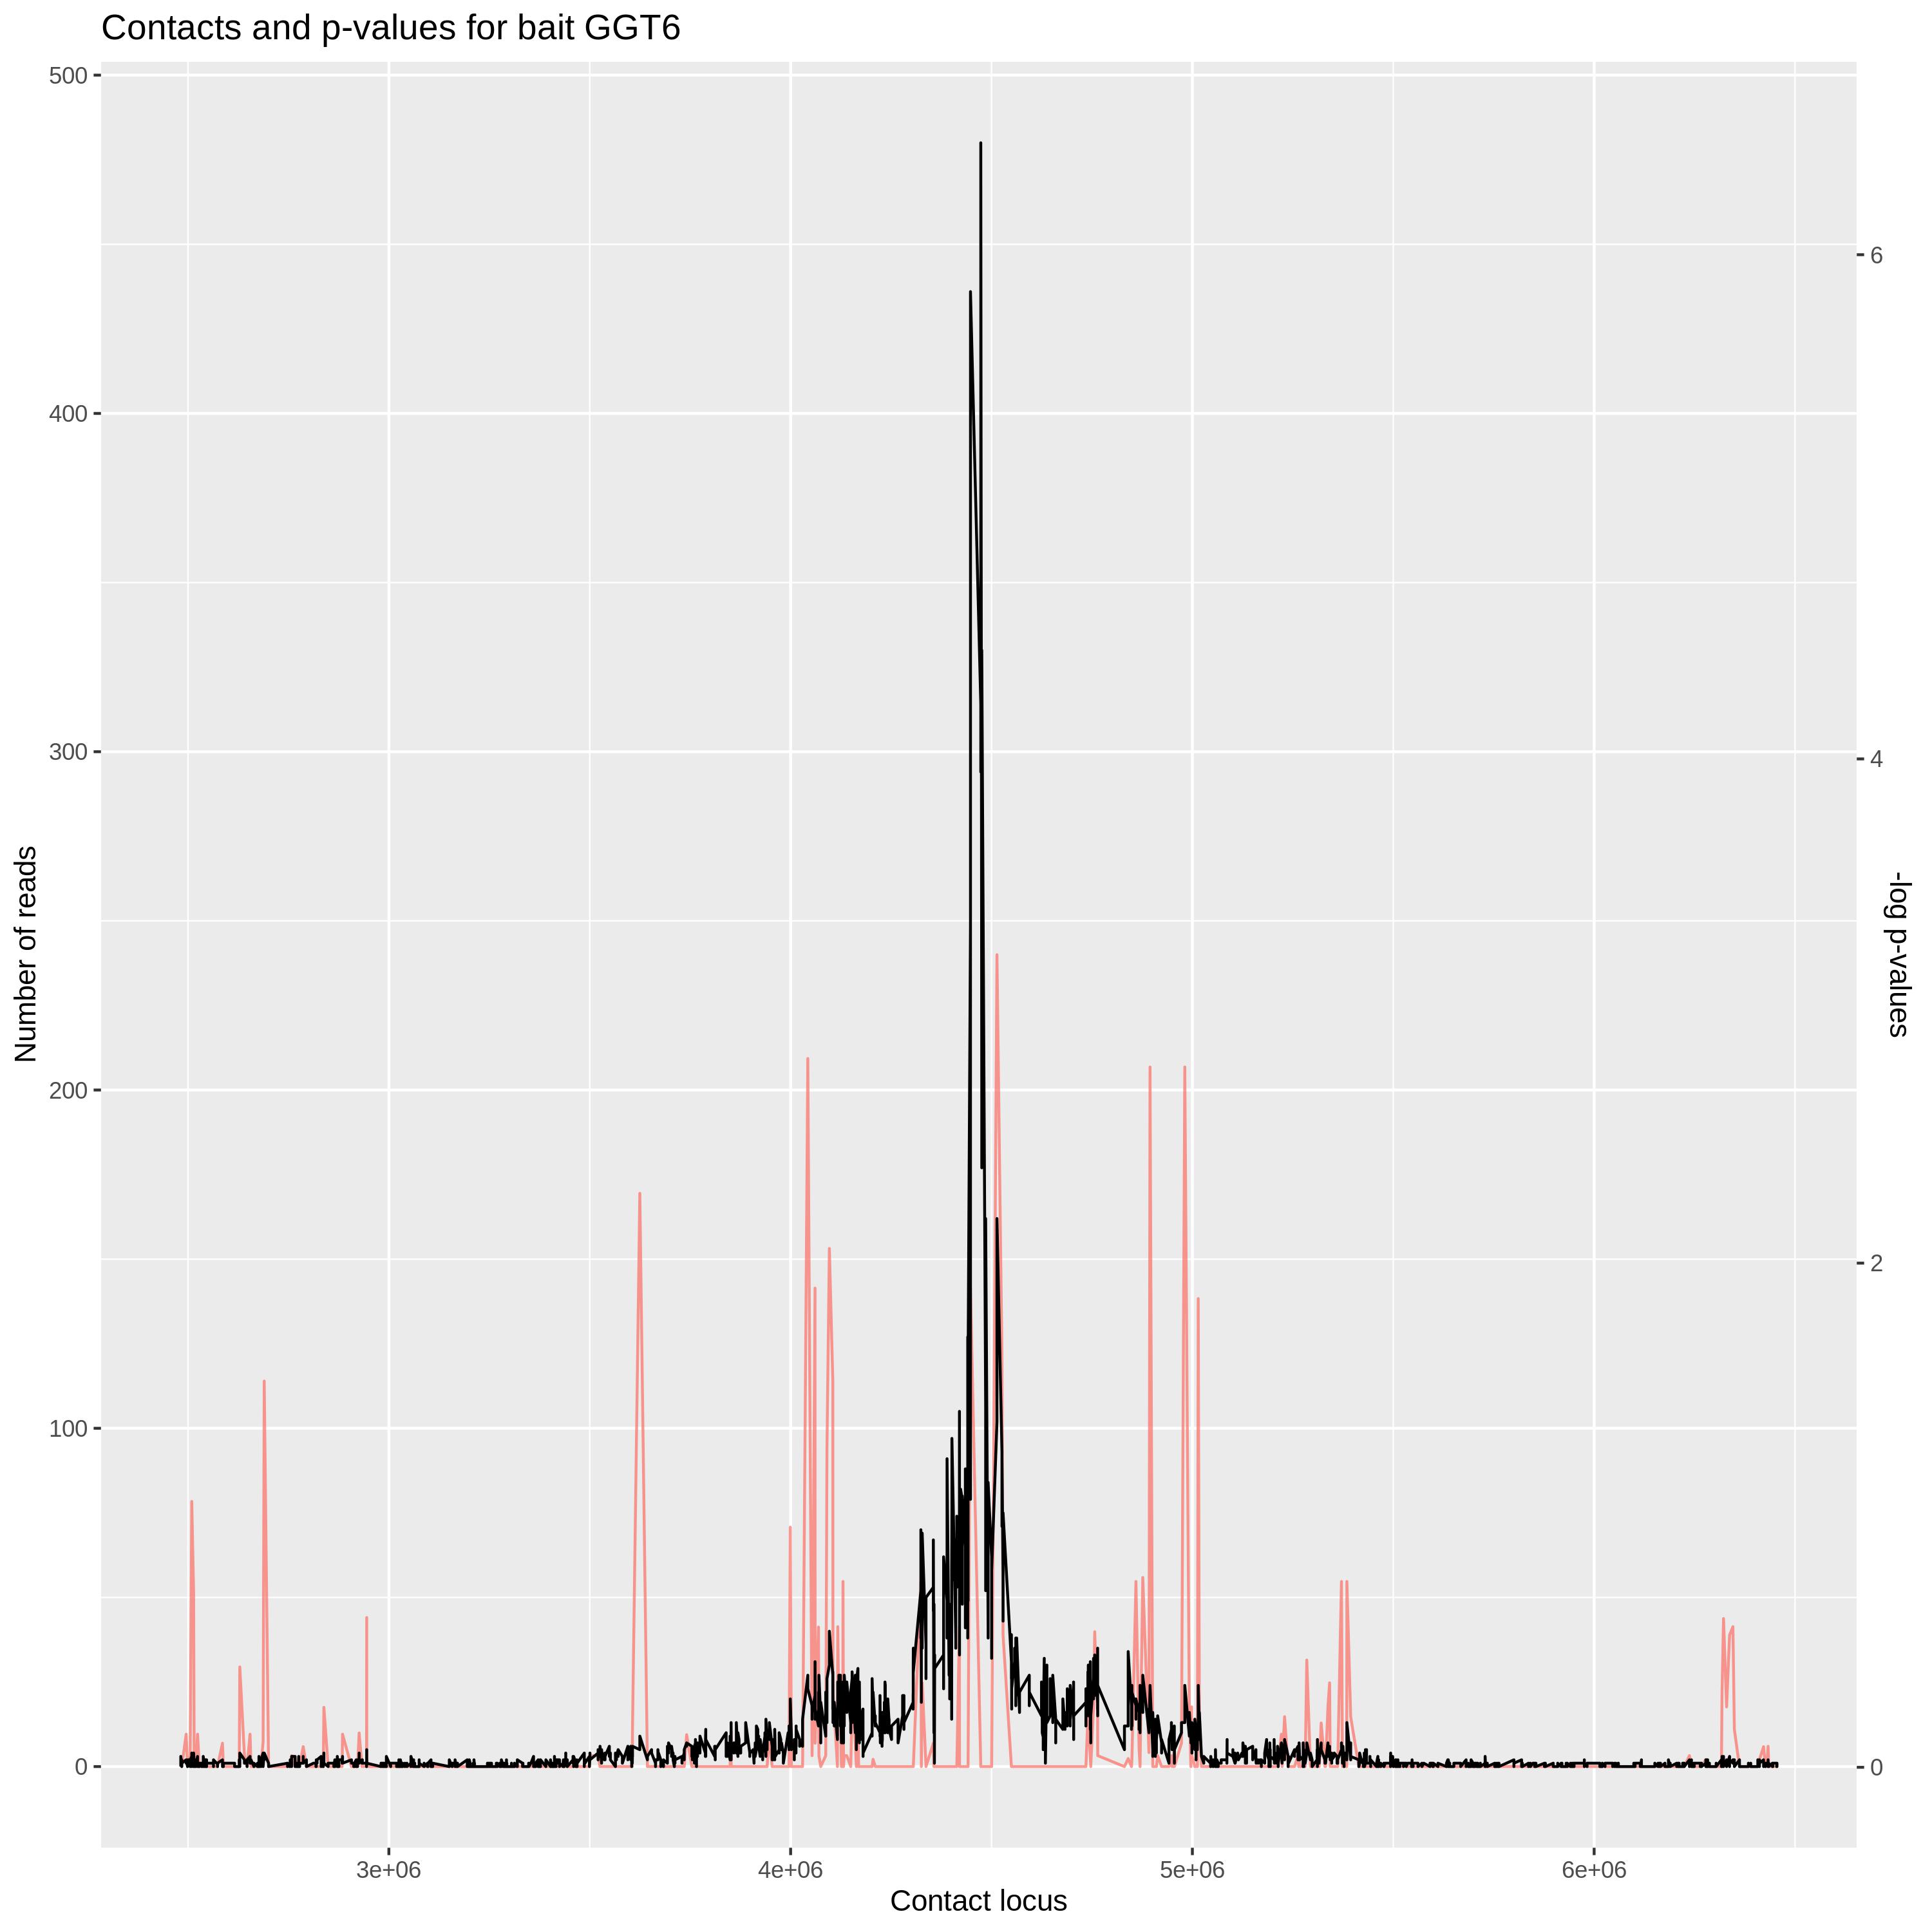 Contacts and p-values for bait GGT6
500
400
300
200
100
0
Number of reads
6
4
2
0
-log p-values
3e+06
4e+06
5e+06
6e+06
Contact locus